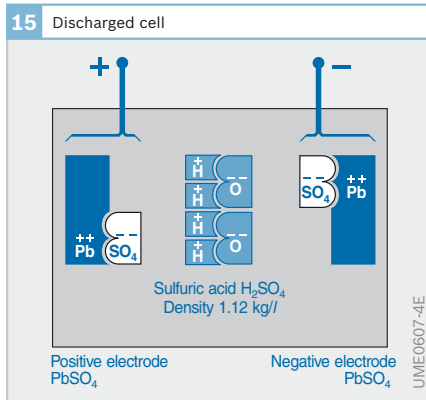 15 Discharged cell
+ −
+ H
+ H
− − O
+ H
+ H
− − O
− − SO₄
++ Pb
++ Pb
− − SO₄
Sulfuric acid H₂SO₄
Density 1.12 kg/l
Positive electrode
PbSO₄
Negative electrode
PbSO₄
UME0607-4E